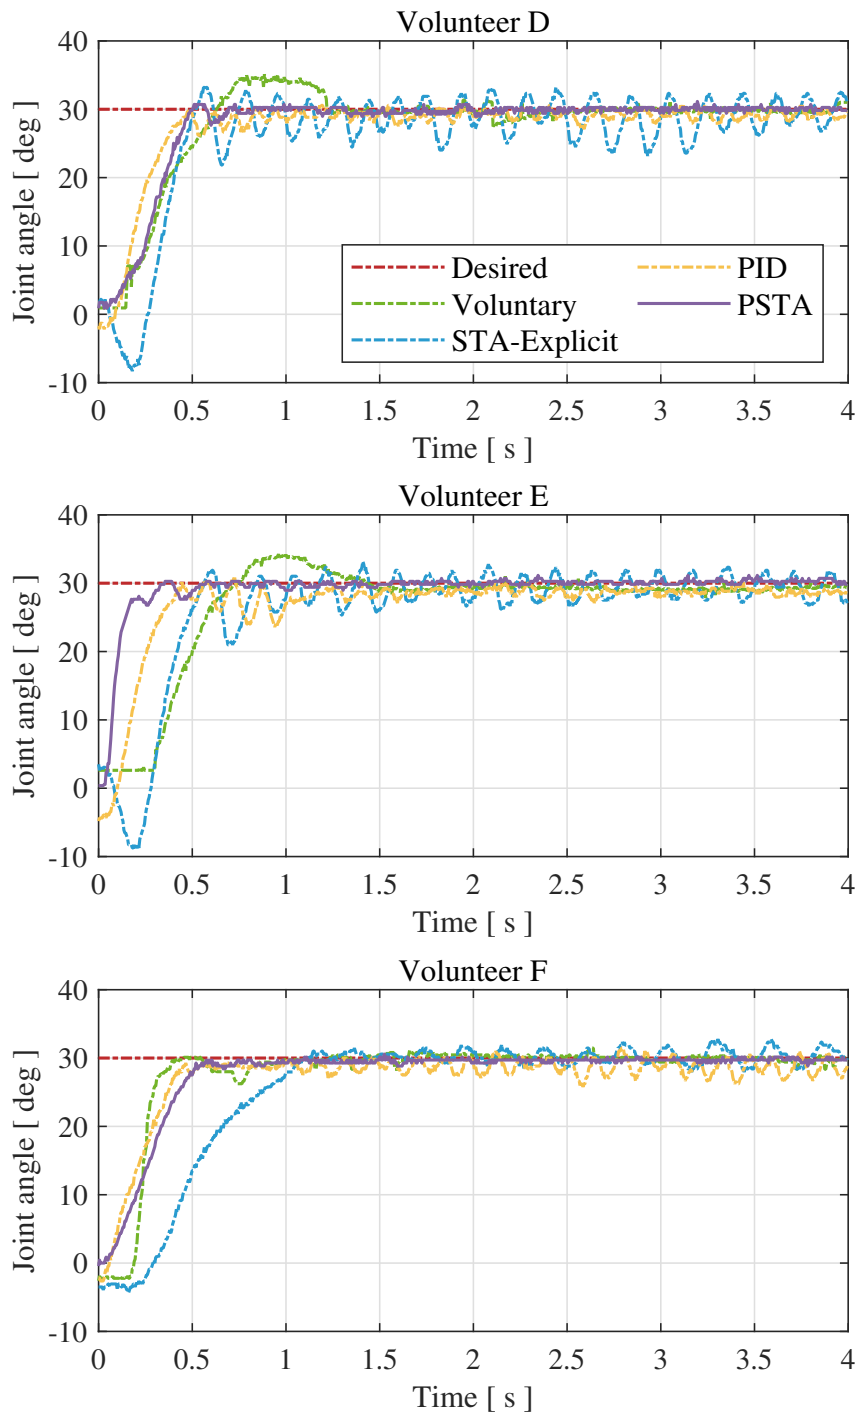 Volunteer D
40
30
20
10
0
-10
Joint angle [ deg ]
Desired
Voluntary
STA-Explicit
PID
PSTA
0 0.5 1 1.5 2 2.5 3 3.5 4
Time [ s ]
Volunteer E
40
30
20
10
0
-10
Joint angle [ deg ]
0 0.5 1 1.5 2 2.5 3 3.5 4
Time [ s ]
Volunteer F
40
30
20
10
0
-10
Joint angle [ deg ]
0 0.5 1 1.5 2 2.5 3 3.5 4
Time [ s ]